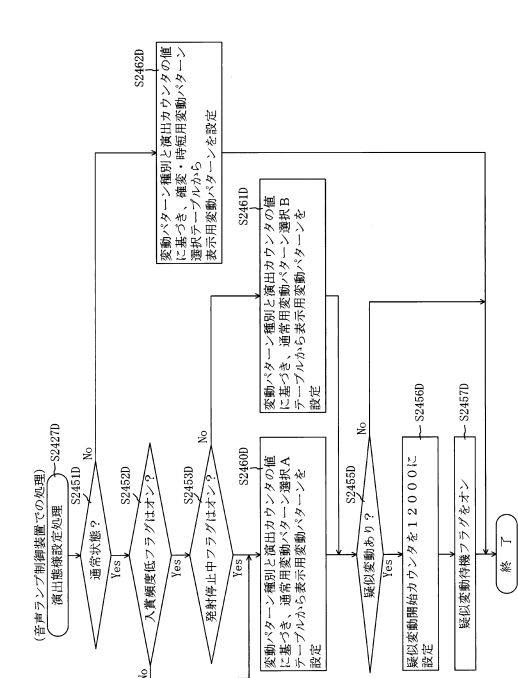 (音声ランプ制御装置での処理)
演出態様設定処理
S2427D
S2451D
通常状態？
No
Yes
S2452D
入賞頻度低フラグはオン？
No
Yes
S2453D
発射停止中フラグはオン？
No
Yes
S2460D
変動パターン種別と演出カウンタの値
に基づき、通常用変動パターン選択A
テーブルから表示用変動パターンを
設定
S2461D
変動パターン種別と演出カウンタの値
に基づき、通常用変動パターン選択B
テーブルから表示用変動パターンを
設定
S2462D
変動パターン種別と演出カウンタの値
に基づき、確変・時短用変動パターン
選択テーブルから
表示用変動パターンを設定
S2455D
疑似変動あり？
No
Yes
S2456D
疑似変動開始カウンタを12000に
設定
S2457D
疑似変動待機フラグをオン
終 了